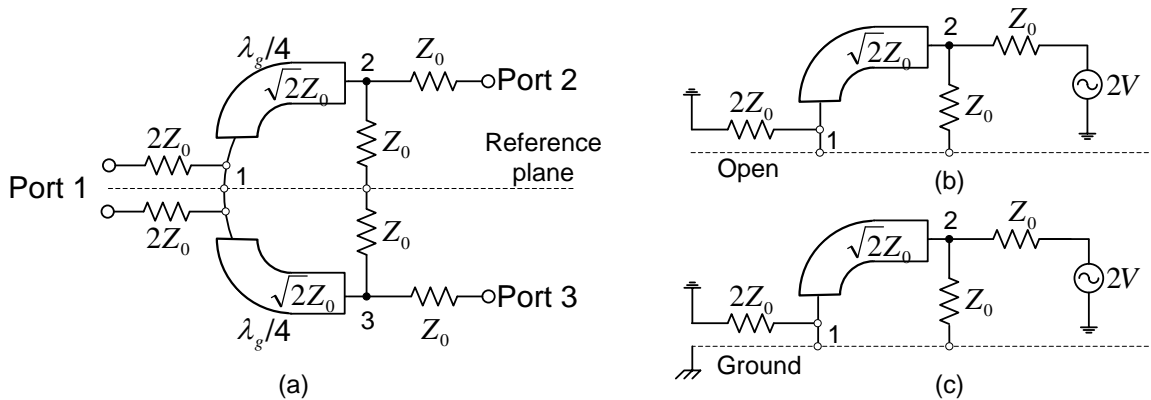 λg/4
√2Z0
2
Z0
Port 2
Z0
2Z0
Reference
plane
Port 1
1
2Z0
Z0
√2Z0
λg/4
3
Z0
Port 3
(a)
√2Z0
2
Z0
2V
2Z0
Z0
1
Open
(b)
√2Z0
2
Z0
2V
2Z0
Z0
1
Ground
(c)